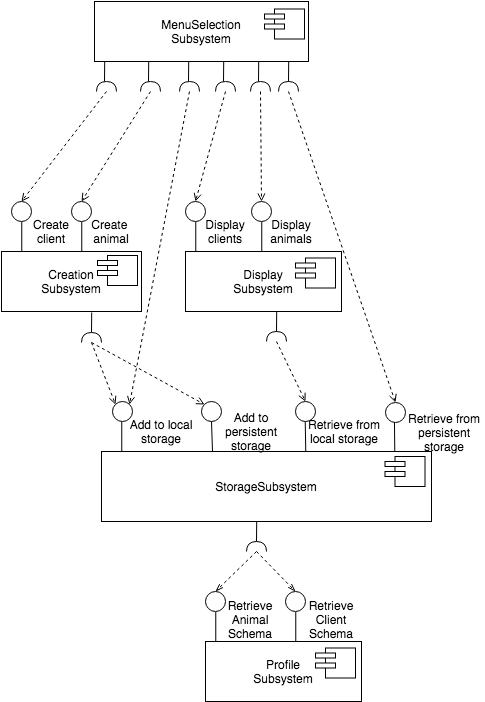 MenuSelection
Subsystem
Create
client
Create
animal
Display
clients
Display
animals
Creation
Subsystem
Display
Subsystem
Add to local
storage
Add to
persistent
storage
Retrieve from
local storage
Retrieve from
persistent
storage
StorageSubsystem
Retrieve
Animal
Schema
Retrieve
Client
Schema
Profile
Subsystem